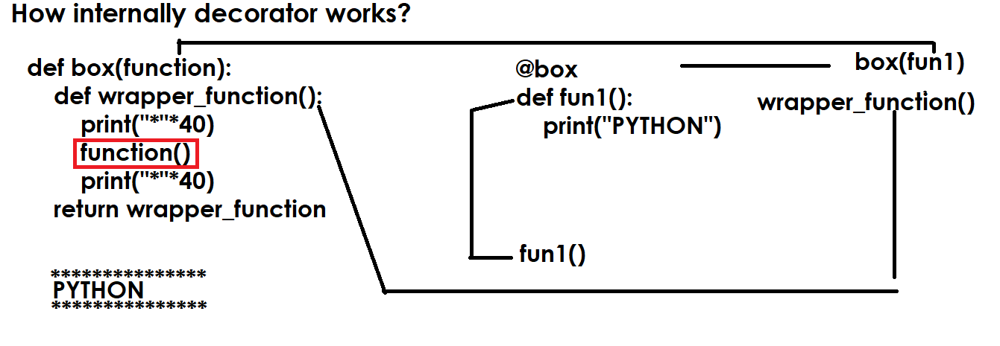 How internally decorator works?
def box(function):
def wrapper_function():
print("*"*40)
function()
print("*"*40)
return wrapper_function
***************
PYTHON
***************
@box
def fun1():
print("PYTHON")
fun1()
box(fun1)
wrapper_function()